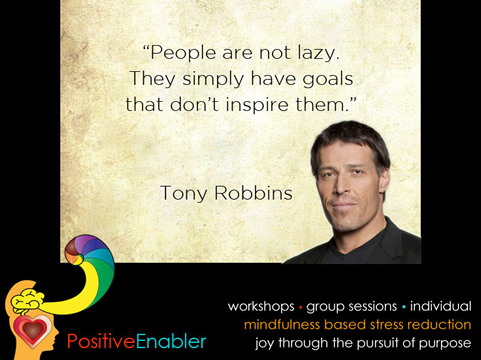 “People are not lazy.
They simply have goals
that don’t inspire them.”
Tony Robbins
workshops • group sessions • individual
mindfulness based stress reduction
joy through the pursuit of purpose
PositiveEnabler